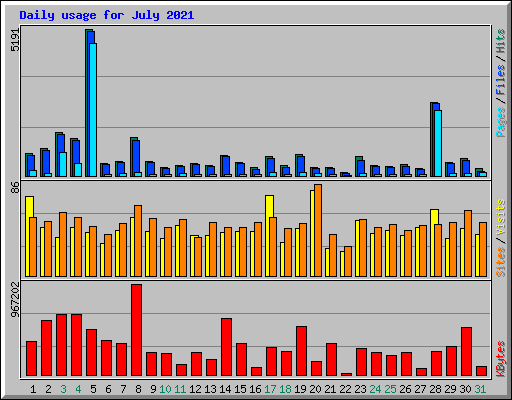 Daily usage for July 2021
5191
Pages / Files / Hits
86
Sites / Visits
967202
KBytes
1 2 3 4 5 6 7 8 9 10 11 12 13 14 15 16 17 18 19 20 21 22 23 24 25 26 27 28 29 30 31